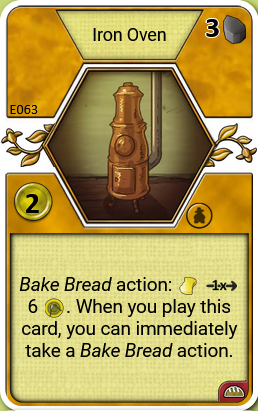 Iron Oven
3
E063
2
Bake Bread action: 1x
6 . When you play this
card, you can immediately
take a Bake Bread action.